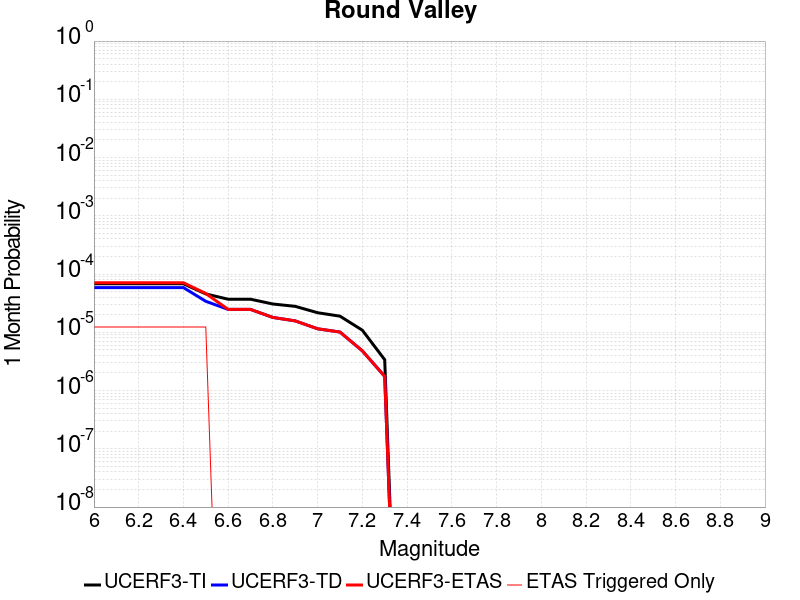 Round Valley
10 0
10 -1
10 -2
10 -3
10 -4
10 -5
10 -6
10 -7
10 -8
1 Month Probability
6 6.2 6.4 6.6 6.8 7 7.2 7.4 7.6 7.8 8 8.2 8.4 8.6 8.8 9
Magnitude
UCERF3-TI UCERF3-TD UCERF3-ETAS ETAS Triggered Only